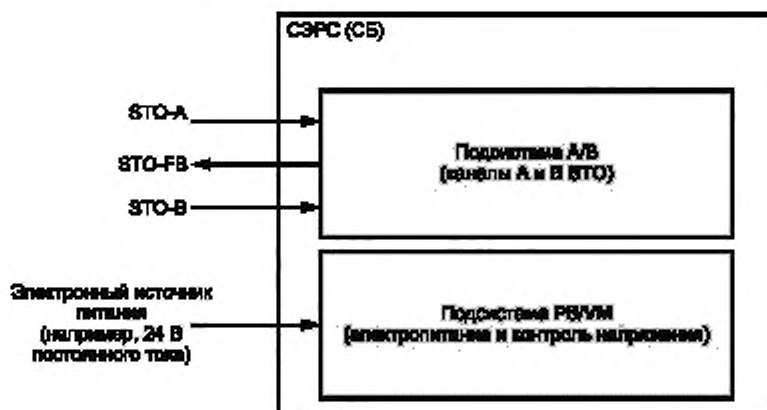 СЭРС (СБ)
STO-A
STO-FB
STO-B
Подсистема А/В
(каналы А и В STO)
Электронный источник
питания
(например, 24 В
постоянного тока)
Подсистема PS/VM
(электропитание и контроль напряжения)